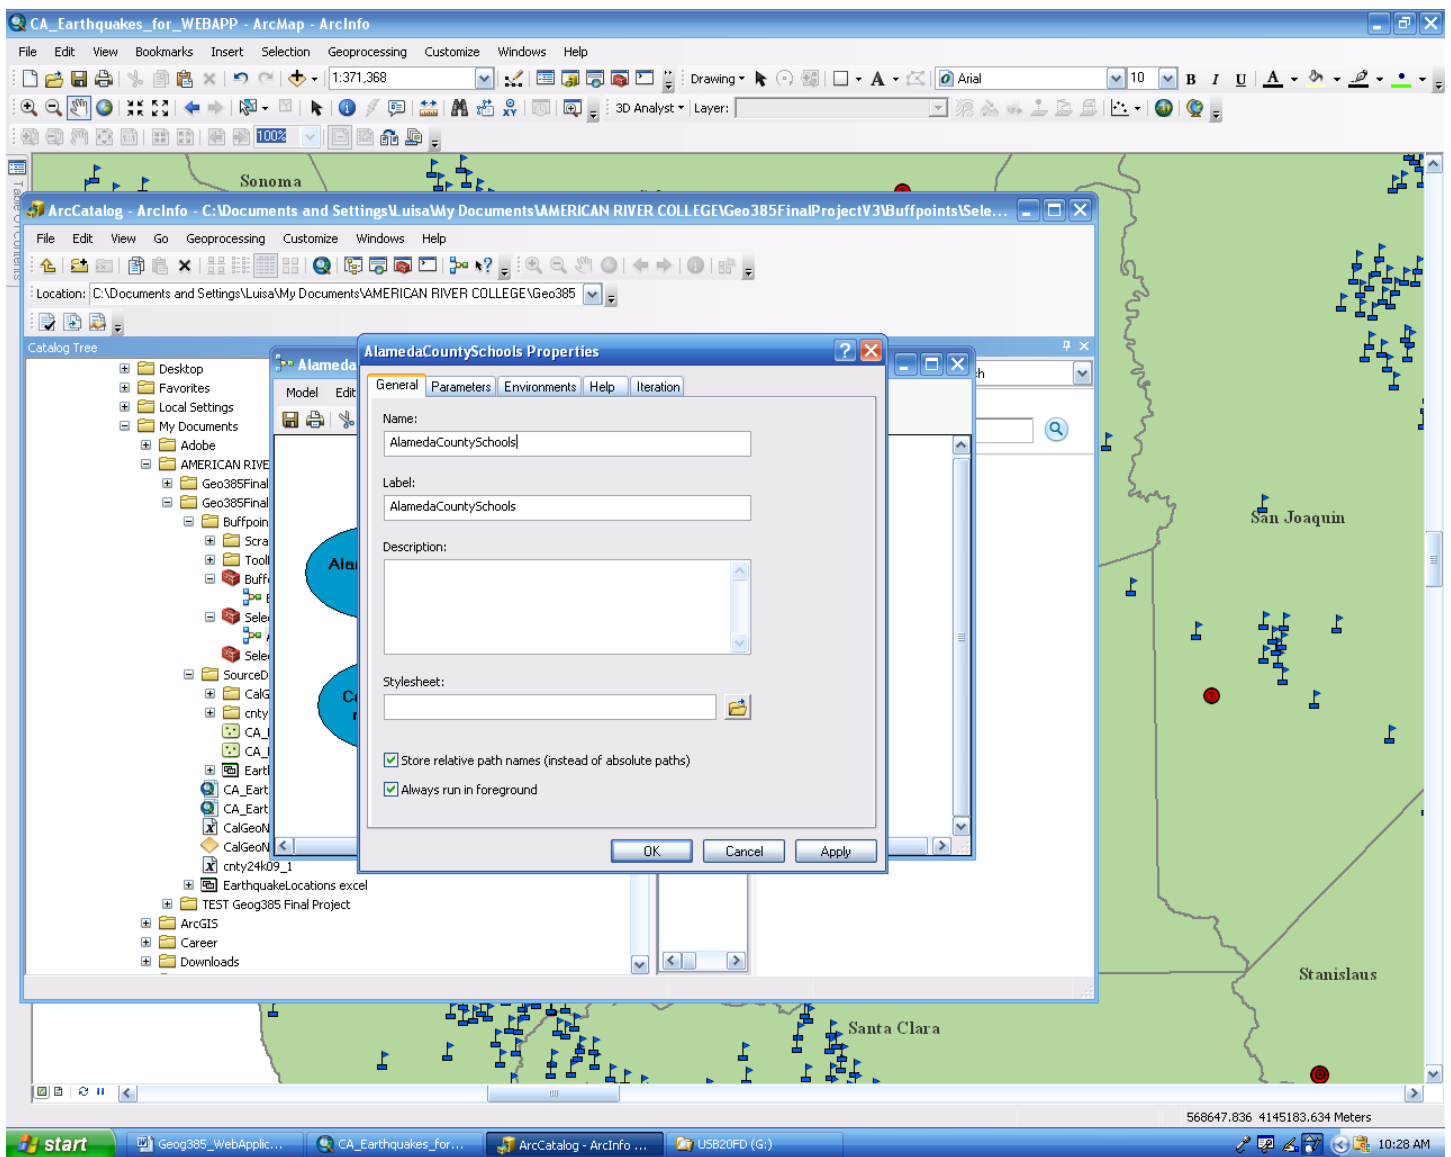 CA_Earthquakes_for_WEBAPP - ArcMap - ArcInfo
File Edit View Bookmarks Insert Selection Geoprocessing Customize Windows Help
1:371,368 Drawing A Arial 10 B I U A
3D Analyst Layer:
100%
Table Of Contents
Sonoma
ArcCatalog - ArcInfo - C:\Documents and Settings\Luisa\My Documents\AMERICAN RIVER COLLEGE\Geo385FinalProjectV3\Buffpoints\Sele...
File Edit View Go Geoprocessing Customize Windows Help
Location: C:\Documents and Settings\Luisa\My Documents\AMERICAN RIVER COLLEGE\Geo385
Catalog Tree
Desktop
Favorites
Local Settings
My Documents
Adobe
AMERICAN RIVE
Geo385Final
Geo385Final
Buffpoin
Scra
Tool
Buff
Sele
Sele
SourceD
CalG
cnty
CA_
CA_
Eartl
CA_Eart
CA_Eart
CalGeoN
CalGeoN
cnty24k09_1
EarthquakeLocations excel
TEST Geog385 Final Project
ArcGIS
Career
Downloads
Alameda
Model Edit
Ala
AlamedaCountySchools Properties
General Parameters Environments Help Iteration
Name:
AlamedaCountySchools
Label:
AlamedaCountySchools
Description:
Stylesheet:
Store relative path names (instead of absolute paths)
Always run in foreground
OK Cancel Apply
San Joaquin
Stanislaus
Santa Clara
568647.836 4145183.634 Meters
start Geog385_WebApplic... CA_Earthquakes_for... ArcCatalog - ArcInfo ... USB20FD (G:) 10:28 AM